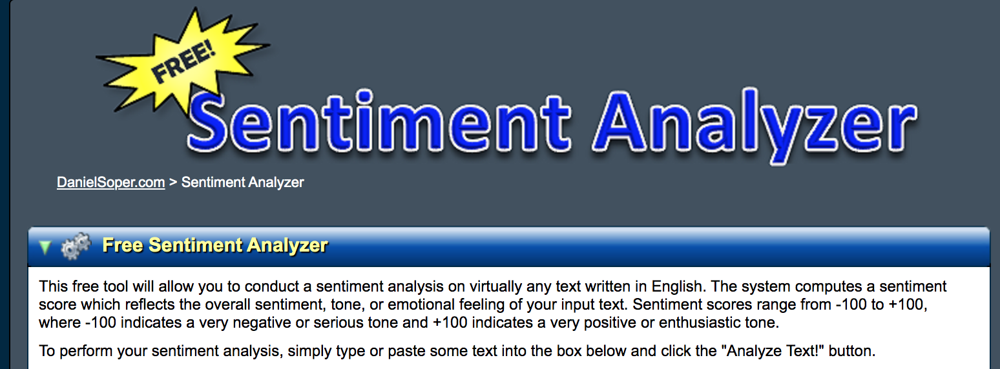 FREE!
Sentiment Analyzer
DanielSoper.com > Sentiment Analyzer
Free Sentiment Analyzer
This free tool will allow you to conduct a sentiment analysis on virtually any text written in English. The system computes a sentiment
score which reflects the overall sentiment, tone, or emotional feeling of your input text. Sentiment scores range from -100 to +100,
where -100 indicates a very negative or serious tone and +100 indicates a very positive or enthusiastic tone.
To perform your sentiment analysis, simply type or paste some text into the box below and click the "Analyze Text!" button.